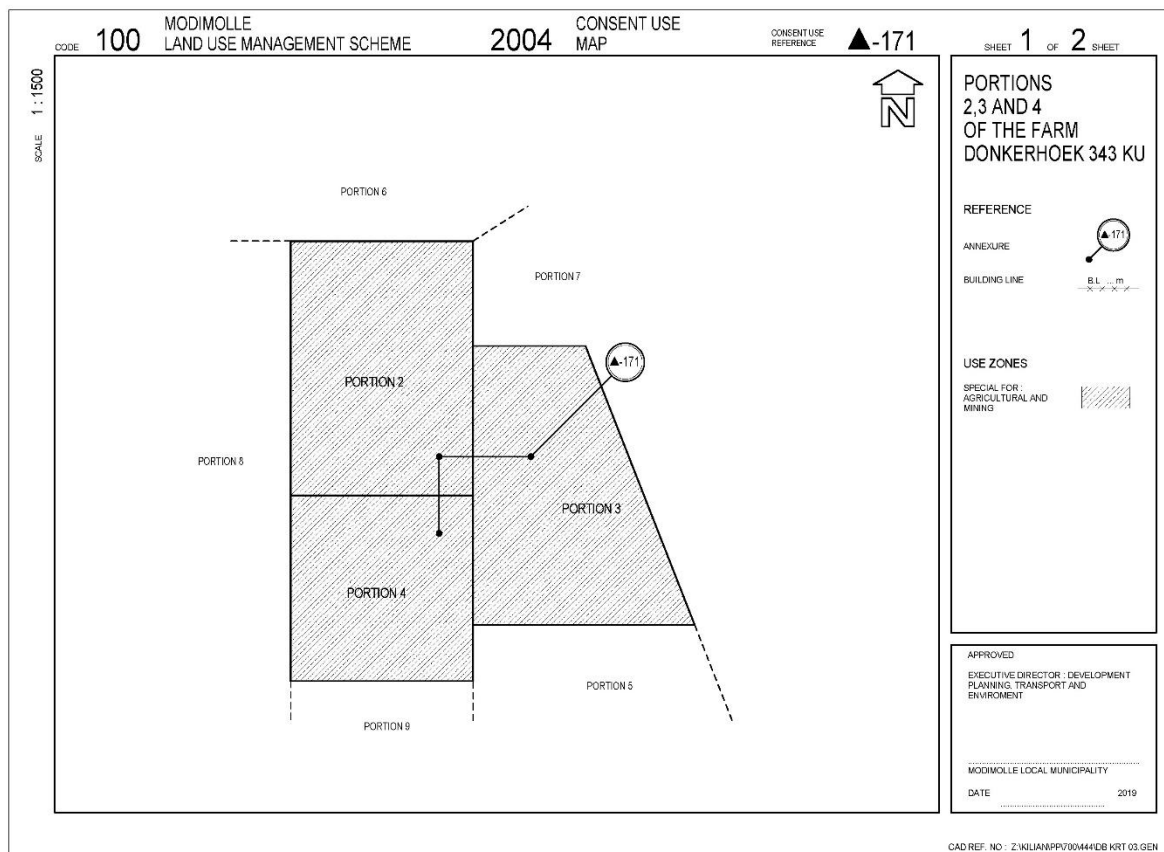 CODE 100 MODIMOLLE LAND USE MANAGEMENT SCHEME 2004 CONSENT USE MAP CONSENT USE REFERENCE ▲-171
SHEET 1 OF 2 SHEET
SCALE 1 : 1500
N
PORTION 6
PORTION 7
▲-171
PORTION 2
PORTION 8
PORTION 3
PORTION 4
PORTION 5
PORTION 9
PORTIONS
2,3 AND 4
OF THE FARM
DONKERHOEK 343 KU
REFERENCE
ANNEXURE ▲-171
BUILDING LINE B.L ... m
USE ZONES
SPECIAL FOR :
AGRICULTURAL AND
MINING
APPROVED
EXECUTIVE DIRECTOR : DEVELOPMENT
PLANNING, TRANSPORT AND
ENVIROMENT
MODIMOLLE LOCAL MUNICIPALITY
DATE 2019
CAD REF. NO : Z:\KILIAN\PP\700\444\DB KRT 03.GEN